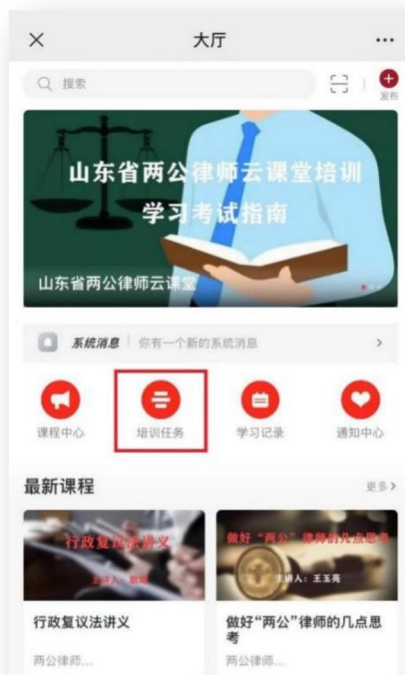 大厅
搜索
发布
山东省两公律师云课堂培训
学习考试指南
山东省两公律师云课堂
系统消息 你有一个新的系统消息
课程中心 培训任务 学习记录 通知中心
最新课程 更多>
行政复议法讲义
主讲人：
做好“两公”律师的几点思考
主讲人：王玉亮
行政复议法讲义
两公律师...
做好“两公”律师的几点思
考
两公律师...